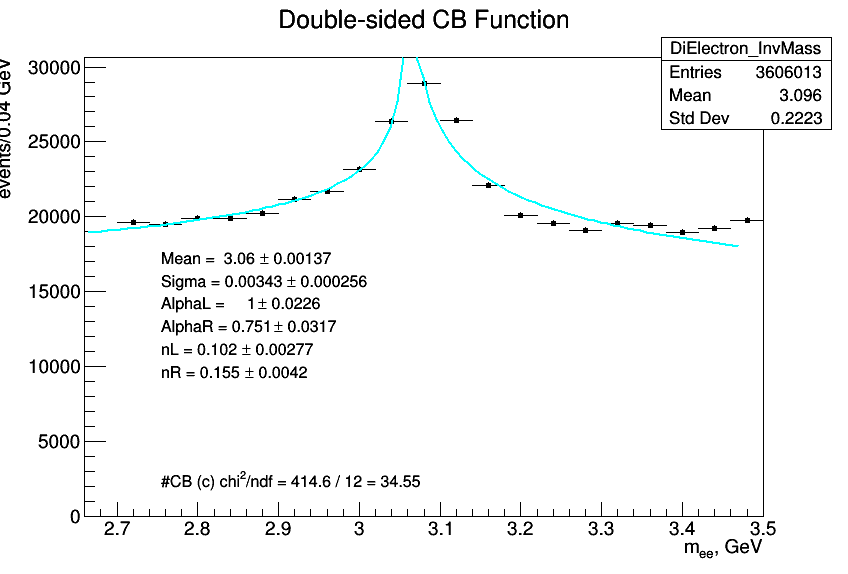 Double-sided CB Function
DiElectron_InvMass
Entries 3606013
Mean 3.096
Std Dev 0.2223
events/0.04 GeV
30000
25000
20000
15000
10000
5000
0
Mean = 3.06 ± 0.00137
Sigma = 0.00343 ± 0.000256
AlphaL = 1 ± 0.0226
AlphaR = 0.751 ± 0.0317
nL = 0.102 ± 0.00277
nR = 0.155 ± 0.0042
#CB (c) chi²/ndf = 414.6 / 12 = 34.55
2.7 2.8 2.9 3 3.1 3.2 3.3 3.4 3.5
m_ee, GeV